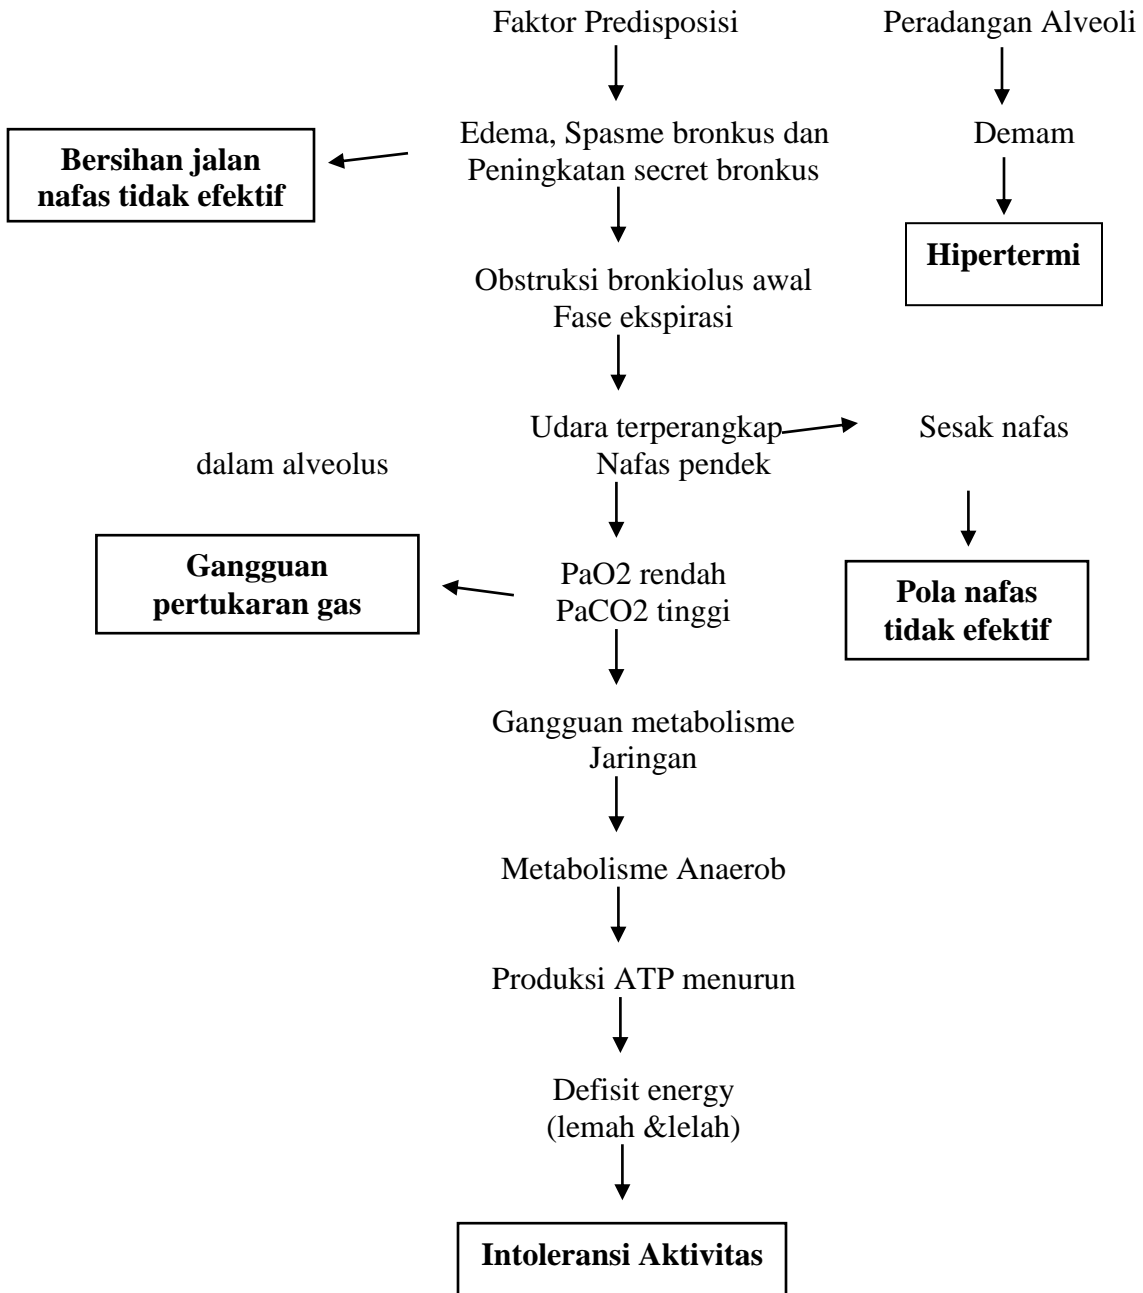 Faktor Predisposisi
Peradangan Alveoli
Edema, Spasme bronkus dan
Peningkatan secret bronkus
Demam
Bersihan jalan
nafas tidak efektif
Hipertermi
Obstruksi bronkiolus awal
Fase ekspirasi
Udara terperangkap
Sesak nafas
dalam alveolus
Nafas pendek
Gangguan
pertukaran gas
PaO2 rendah
PaCO2 tinggi
Pola nafas
tidak efektif
Gangguan metabolisme
Jaringan
Metabolisme Anaerob
Produksi ATP menurun
Defisit energy
(lemah &lelah)
Intoleransi Aktivitas